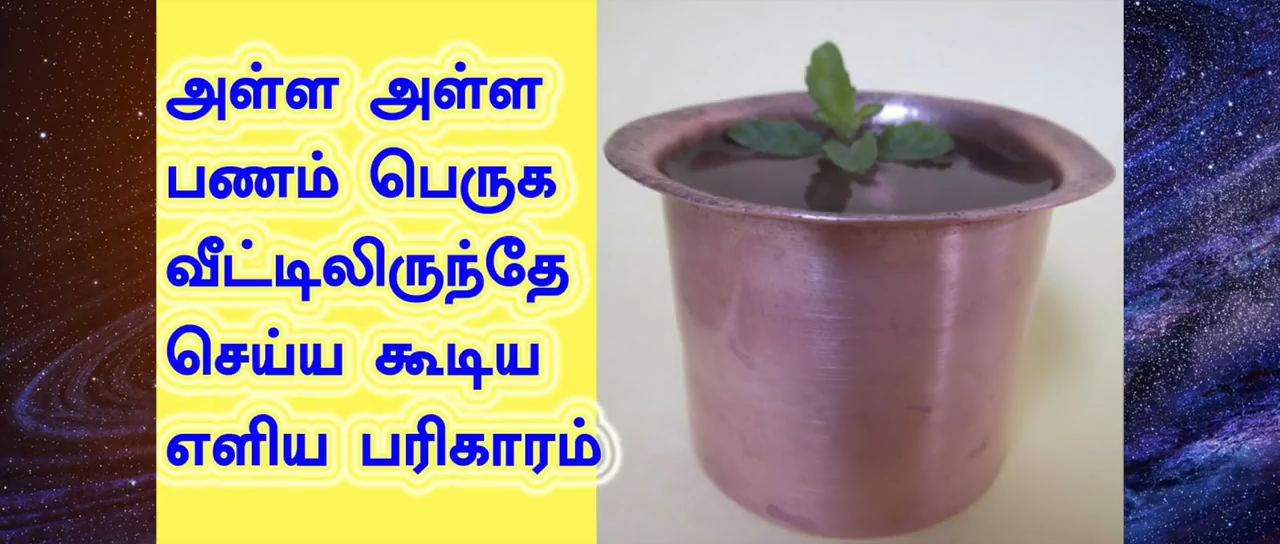 அள்ள அள்ள
பணம் பெருக
வீட்டிலிருந்தே
செய்ய கூடிய
எளிய பரிகாரம்